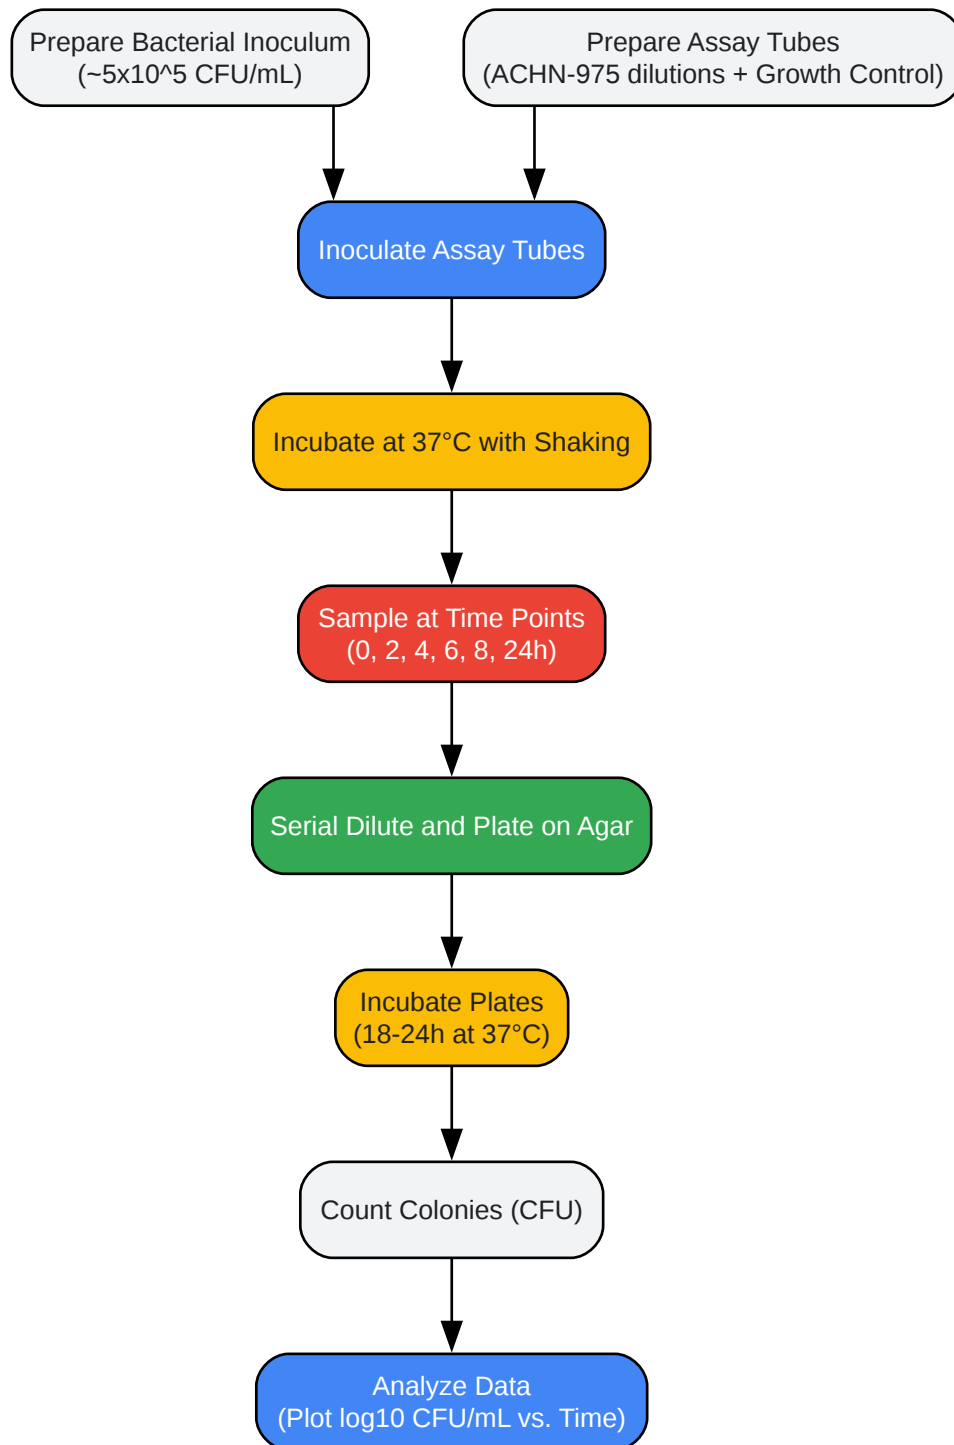 Prepare Bacterial Inoculum
(~5x10^5 CFU/mL)
Prepare Assay Tubes
(ACHN-975 dilutions + Growth Control)
Inoculate Assay Tubes
Incubate at 37°C with Shaking
Sample at Time Points
(0, 2, 4, 6, 8, 24h)
Serial Dilute and Plate on Agar
Incubate Plates
(18-24h at 37°C)
Count Colonies (CFU)
Analyze Data
(Plot log10 CFU/mL vs. Time)